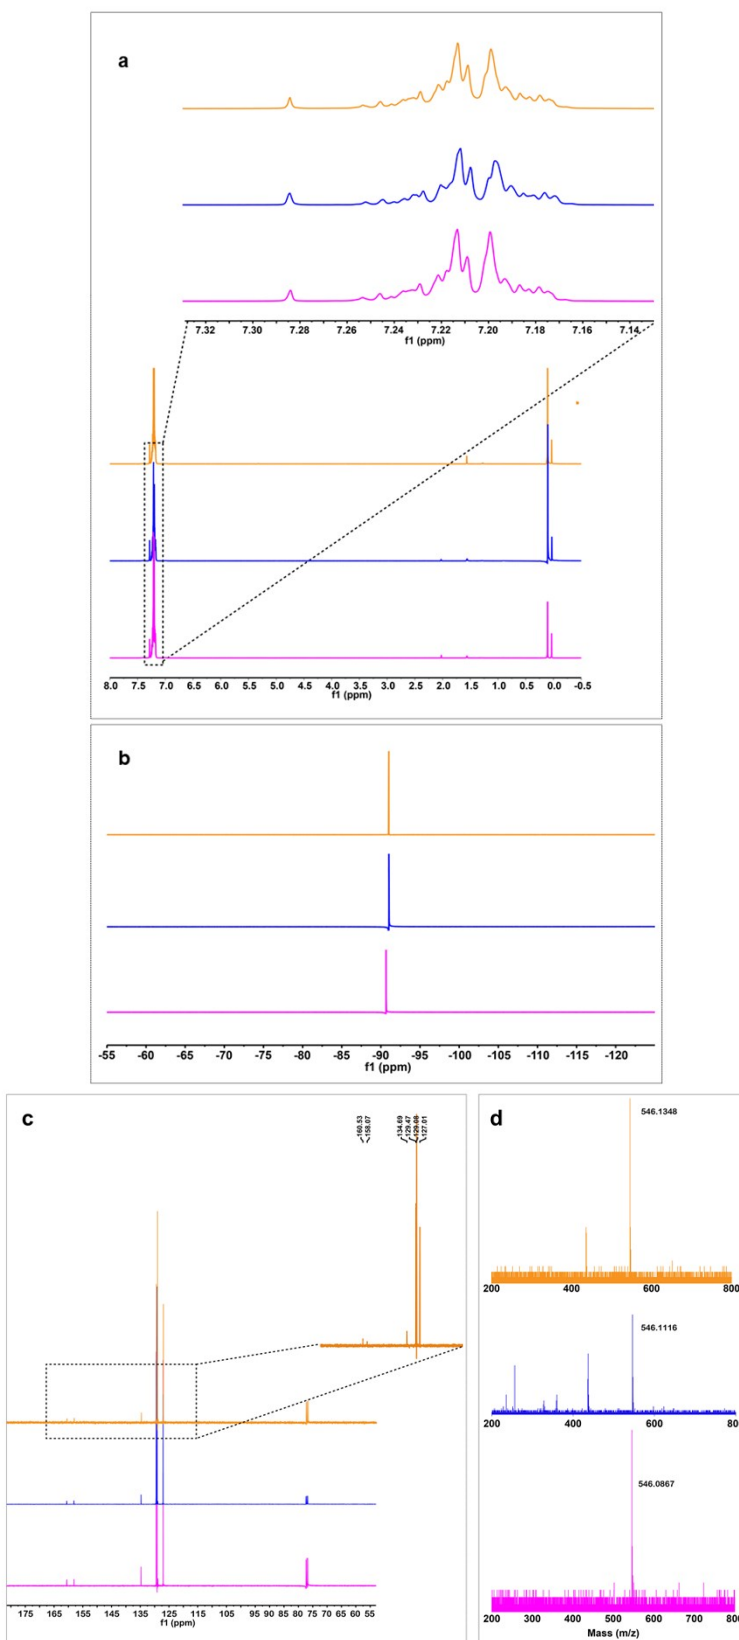 a
7.32 7.30 7.28 7.26 7.24 7.22 7.20 7.18 7.16 7.14
f1 (ppm)
8.0 7.5 7.0 6.5 6.0 5.5 5.0 4.5 4.0 3.5 3.0 2.5 2.0 1.5 1.0 0.5 0.0 -0.5
f1 (ppm)
b
-55 -60 -65 -70 -75 -80 -85 -90 -95 -100 -105 -110 -115 -120
f1 (ppm)
c
160.53
158.07
134.69
129.47
129.08
127.01
175 165 155 145 135 125 115 105 95 85 75 65 55
f1 (ppm)
d
546.1348
200 400 600 800
546.1116
200 400 600 800
546.0867
200 300 400 500 600 700 800
Mass (m/z)